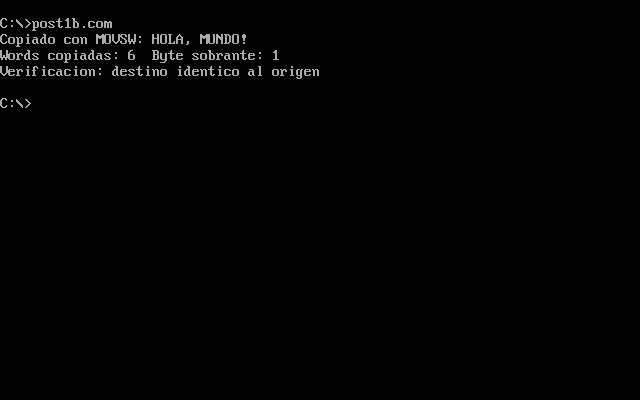 C:\>post1b.com
Copiado con MOVSW: HOLA, MUNDO!
Words copiadas: 6  Byte sobrante: 1
Verificacion: destino identico al origen
C:\>